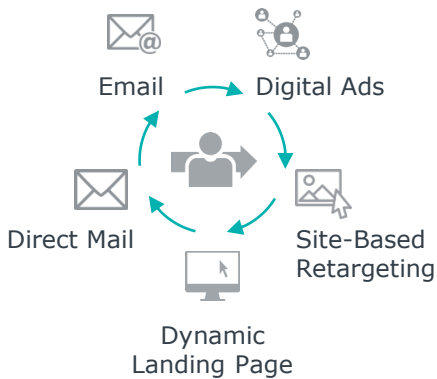 Email
Digital Ads
Direct Mail
Site-Based
Retargeting
Dynamic
Landing Page